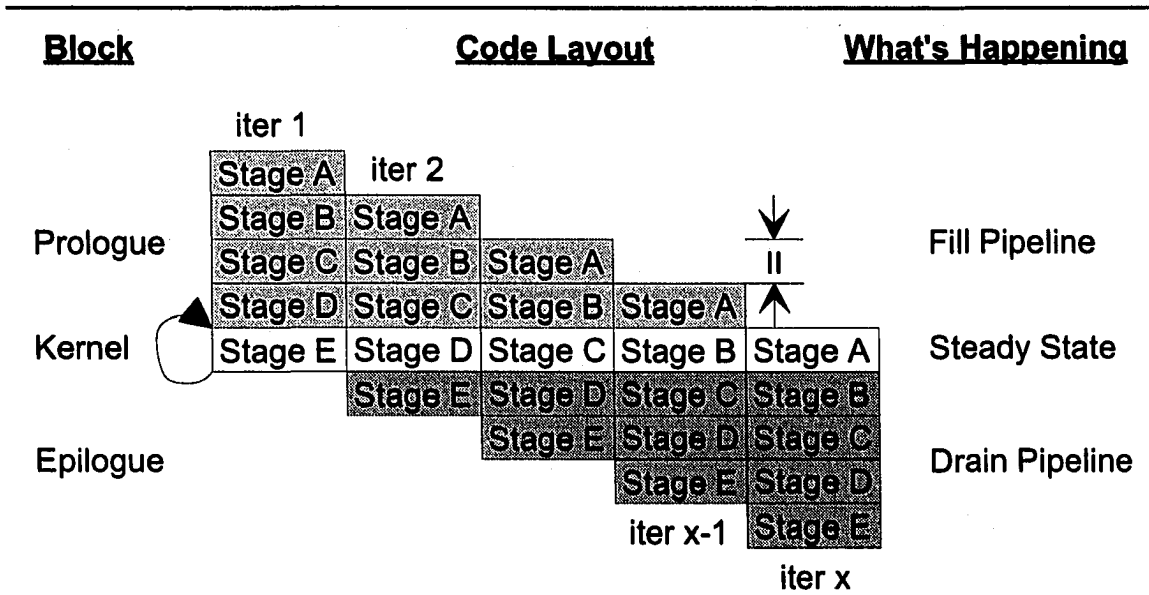 Block Code Layout What's Happening
iter 1
Stage A iter 2
Stage B Stage A
Prologue Fill Pipeline
Stage C Stage B Stage A II
Stage D Stage C Stage B Stage A
Kernel Stage E Stage D Stage C Stage B Stage A Steady State
Stage E Stage D Stage C Stage B
Stage E Stage D Stage C
Epilogue Drain Pipeline
Stage E Stage D
iter x-1 Stage E
iter x